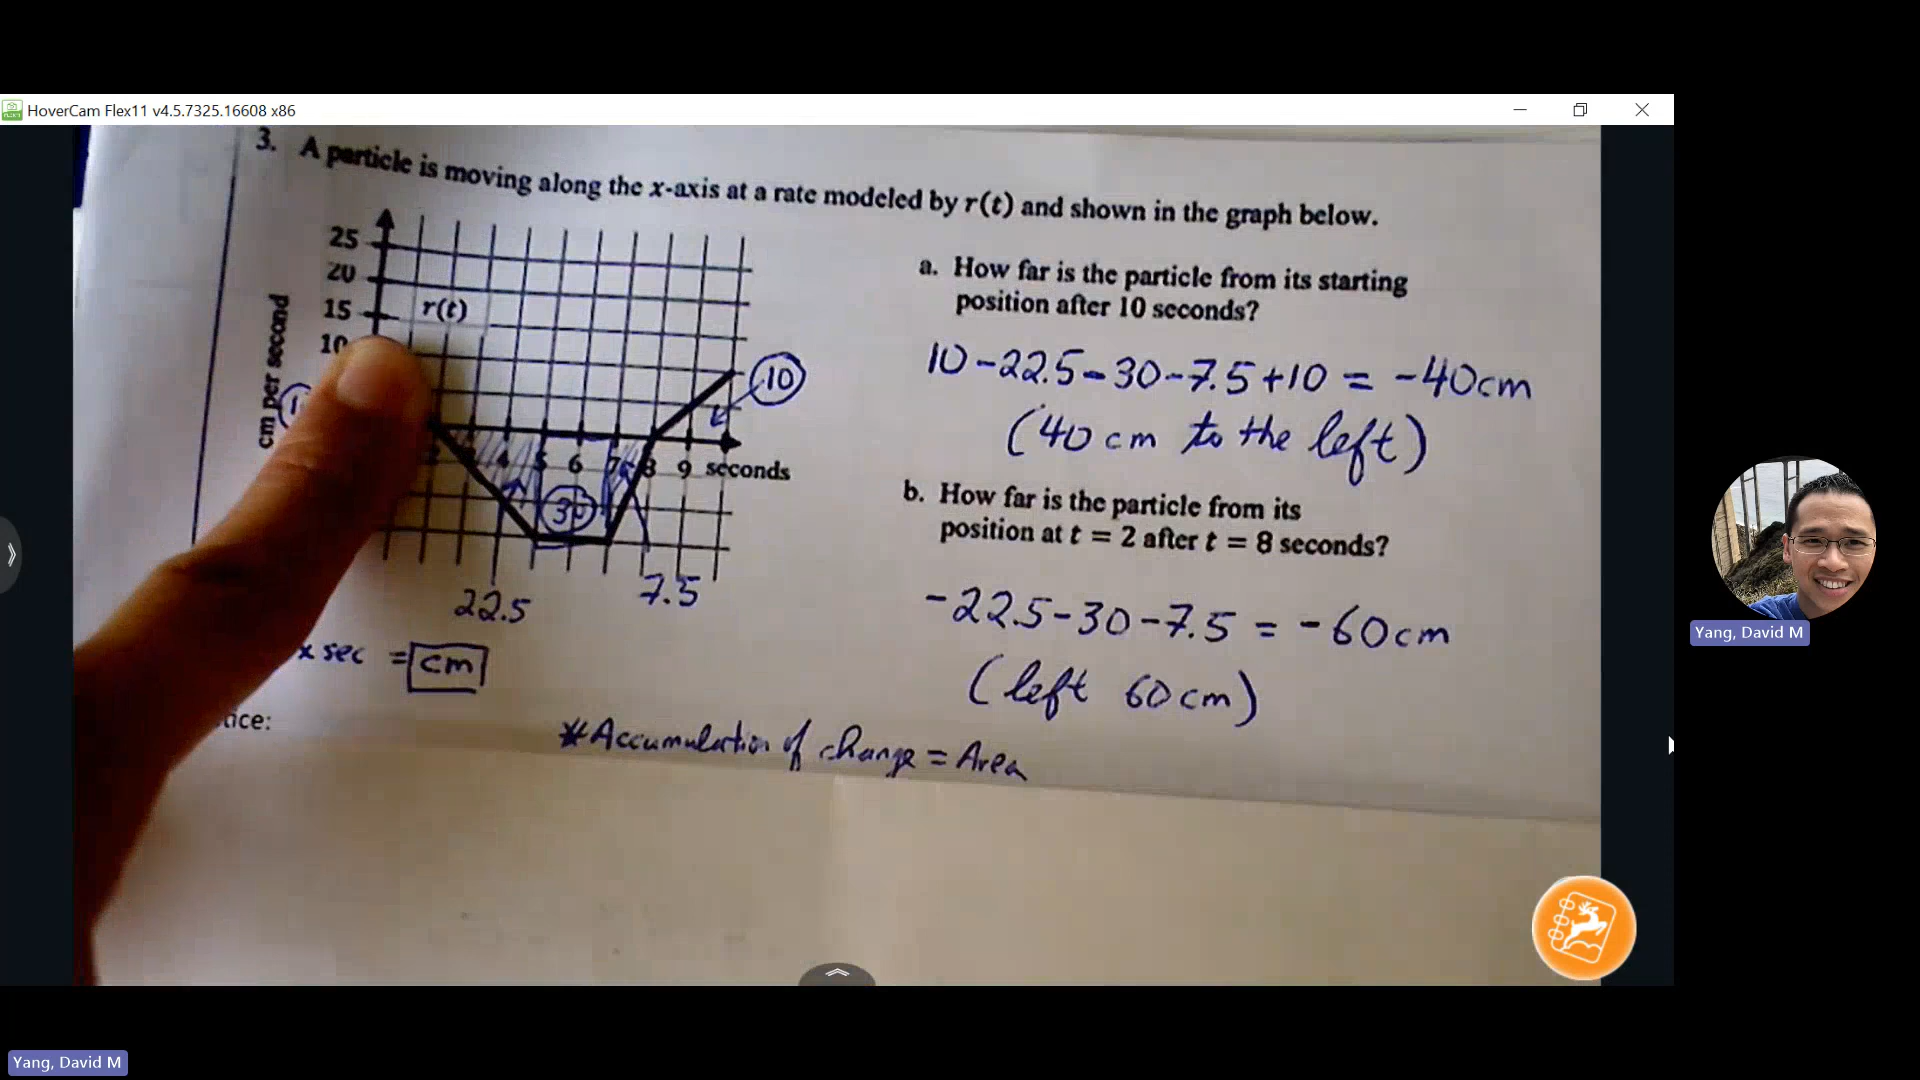 HoverCam Flex11 v4.5.7325.16608 x86
3. A particle is moving along the x-axis at a rate modeled by r(t) and shown in the graph below.
25
20
15
10
r(t)
cm per second
10
4 5 6 7 8 9 seconds
30
22.5
7.5
x sec = cm
a. How far is the particle from its starting
position after 10 seconds?
10-22.5-30-7.5+10 = -40cm
(40 cm to the left)
b. How far is the particle from its
position at t = 2 after t = 8 seconds?
-22.5-30-7.5 = -60cm
(left 60cm)
*Accumulation of change = Area
Yang, David M
Yang, David M